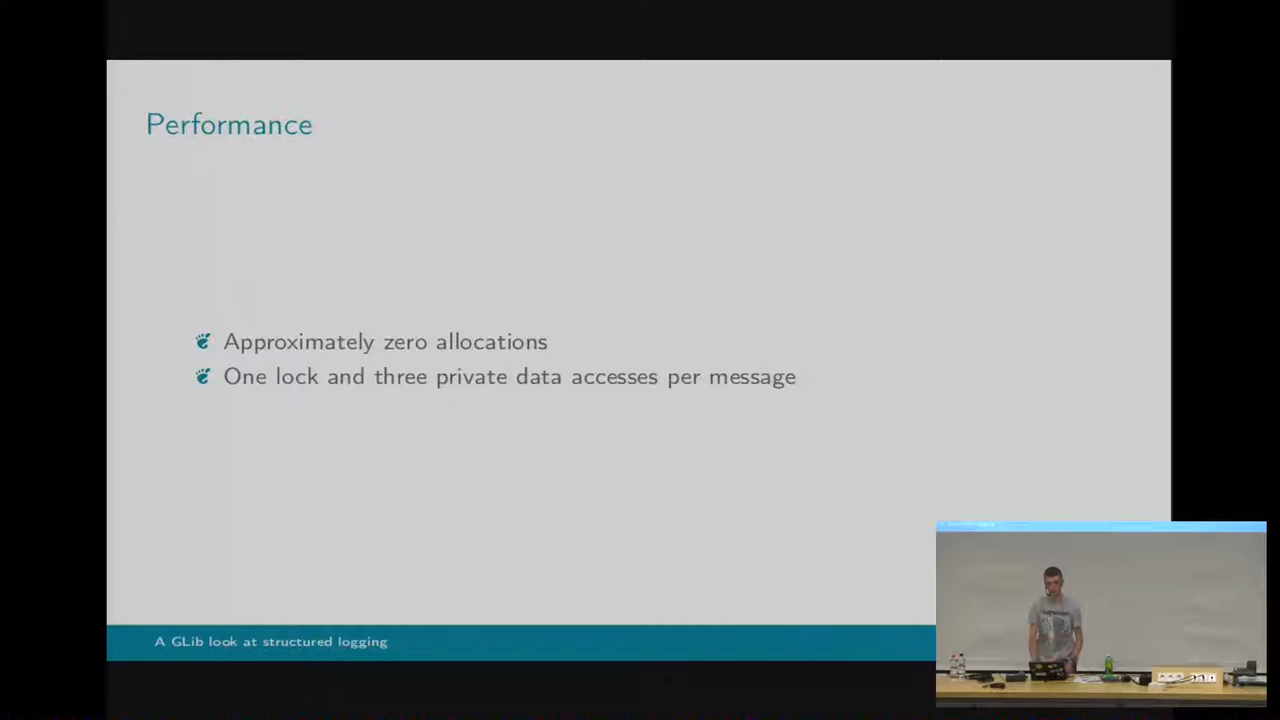 Performance
Approximately zero allocations
One lock and three private data accesses per message
A GLib look at structured logging